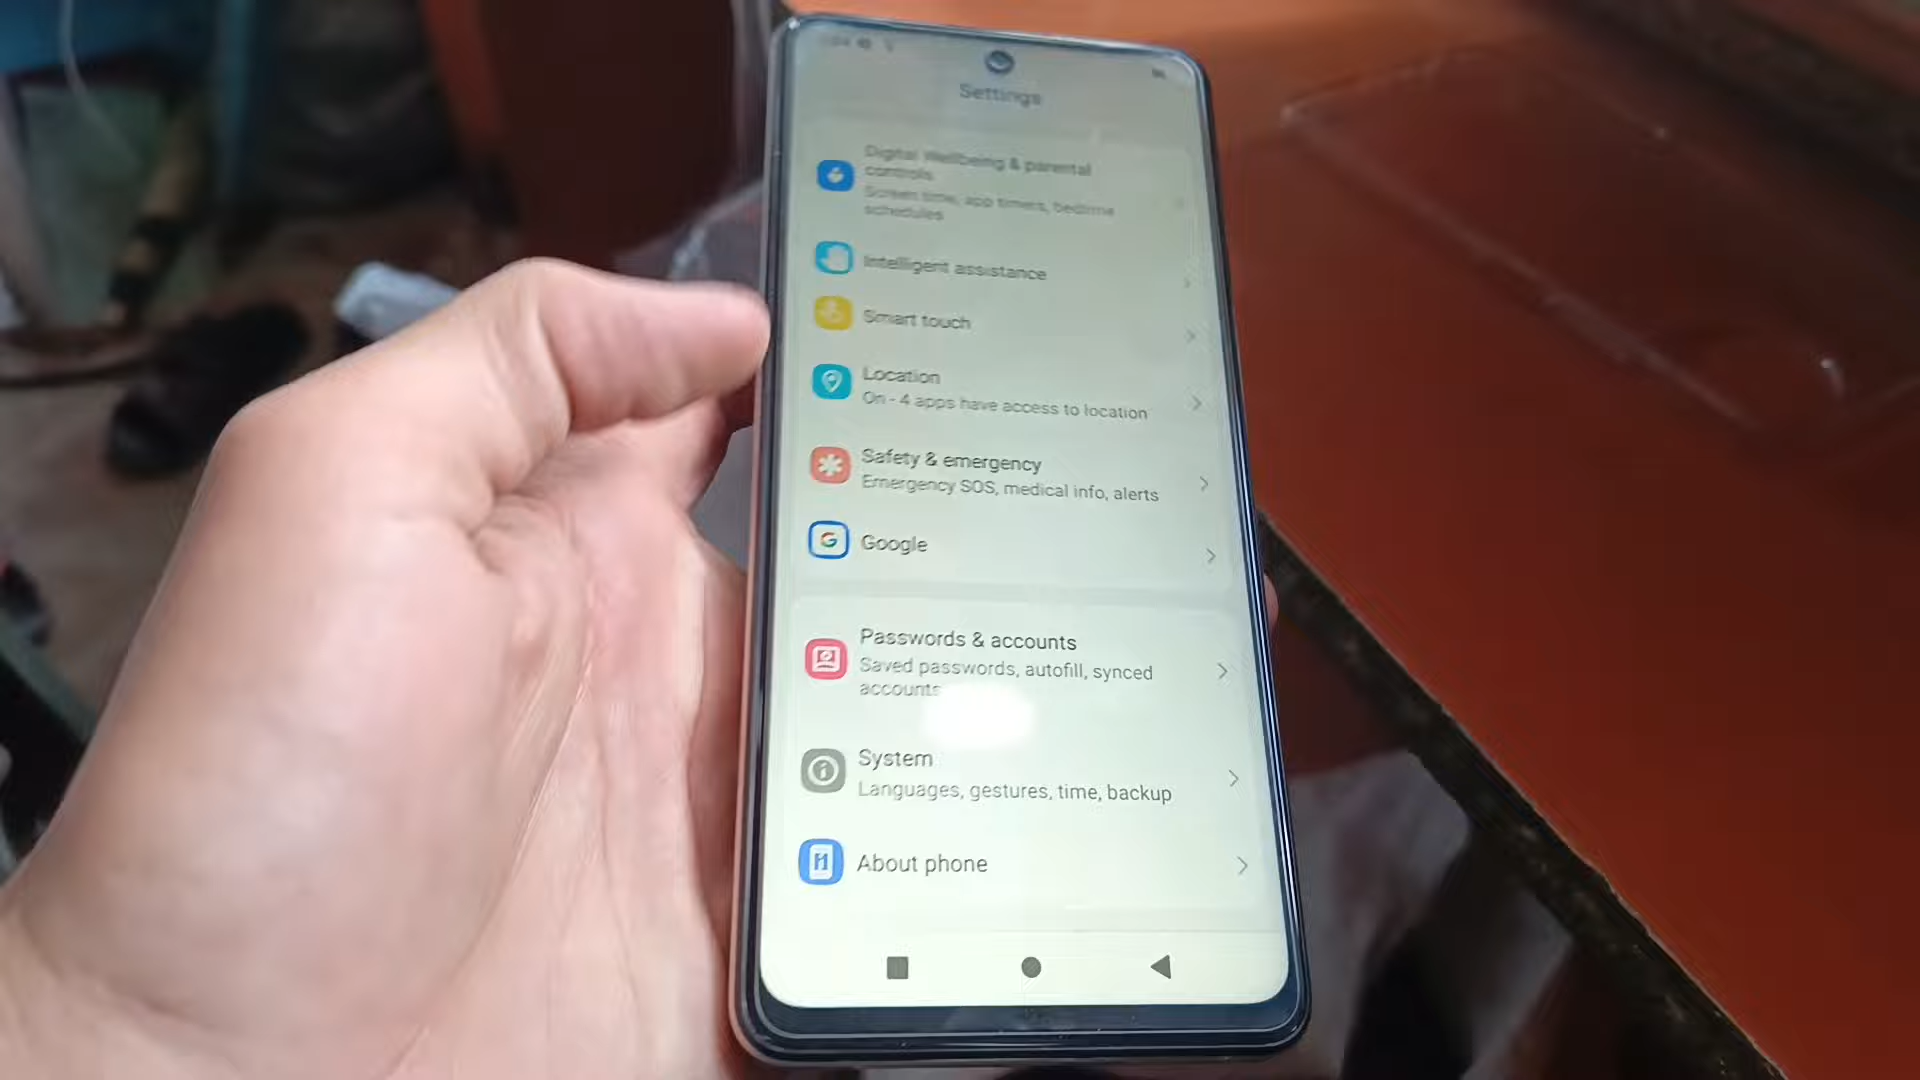 Settings
Digital Wellbeing & parental
controls
Screen time, app timers, bedtime
schedules
Intelligent assistance
Smart touch
Location
On - 4 apps have access to location
Safety & emergency
Emergency SOS, medical info, alerts
Google
Passwords & accounts
Saved passwords, autofill, synced
accounts
System
Languages, gestures, time, backup
About phone